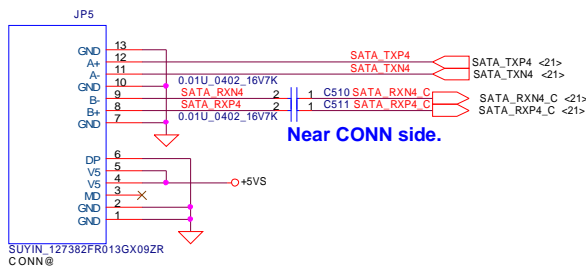 JP5
GND 13
A+ 12 SATA_TXP4 SATA_TXP4 <21>
A- 11 SATA_TXN4 SATA_TXN4 <21>
GND 10 0.01U_0402_16V7K
B- 9 SATA_RXN4 2 1 C510 SATA_RXN4_C SATA_RXN4_C <21>
B+ 8 SATA_RXP4 2 1 C511 SATA_RXP4_C SATA_RXP4_C <21>
GND 7 0.01U_0402_16V7K
Near CONN side.
DP 6
V5 5
V5 4 +5VS
MD 3
GND 2
GND 1
SUYIN_127382FR013GX09ZR
CONN@